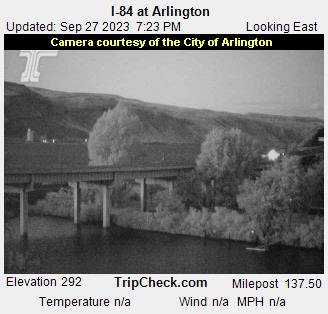 I-84 at Arlington
Updated: Sep 27 2023 7:23 PM Looking East
Camera courtesy of the City of Arlington
Elevation 292 TripCheck.com Milepost 137.50
Temperature n/a Wind n/a MPH n/a